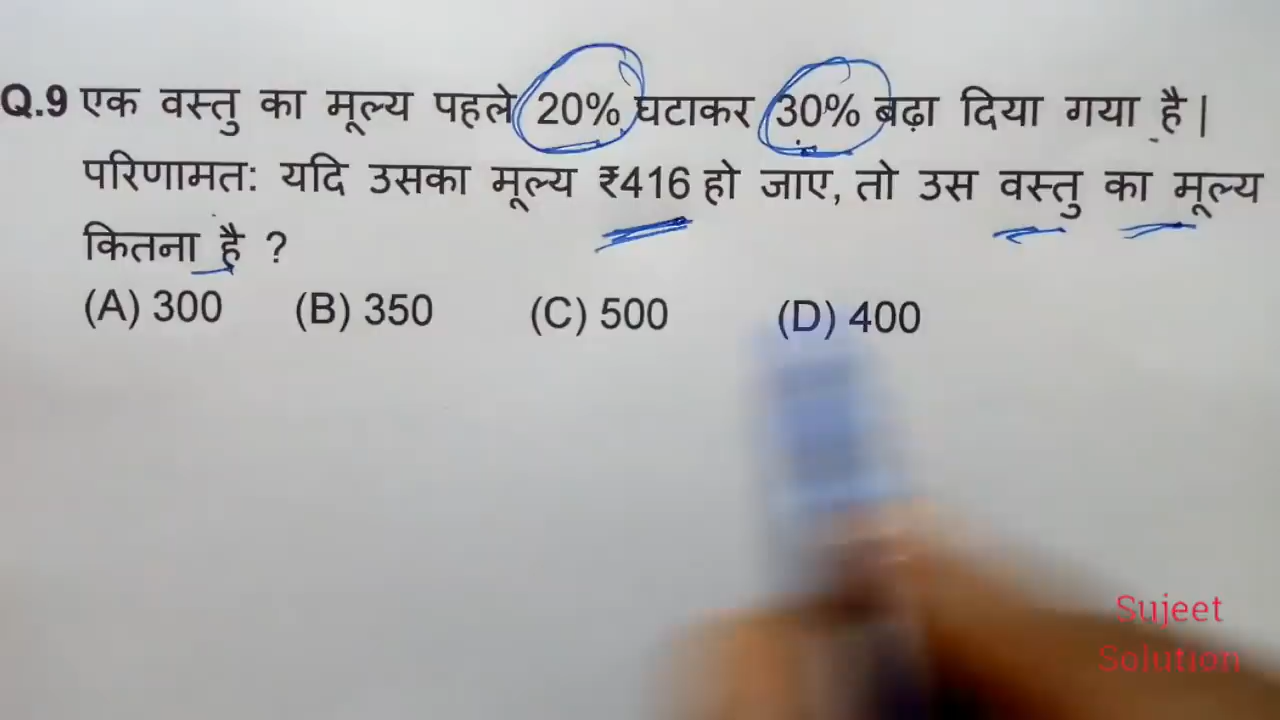 Q.9 एक वस्तु का मूल्य पहले 20% घटाकर 30% बढ़ा दिया गया है |
परिणामत: यदि उसका मूल्य ₹416 हो जाए, तो उस वस्तु का मूल्य
कितना है ?
(A) 300 (B) 350 (C) 500 (D) 400
Sujeet
Solution